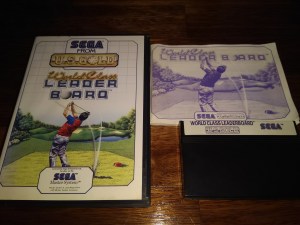 SEGA
FROM
U.S. GOLD
World Class
LEADER
BOARD
SEGA
Master System
World Class
LEADER
BOARD
SEGA
SEGA
WORLD CLASS LEADERBOARD
SEGA